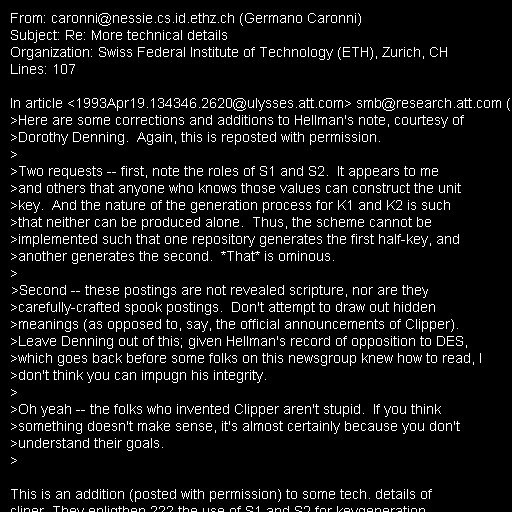 From: caronni@nessie.cs.id.ethz.ch (Germano Caronni)
Subject: Re: More technical details
Organization: Swiss Federal Institute of Technology (ETH), Zurich, CH
Lines: 107

In article <1993Apr19.134346.2620@ulysses.att.com> smb@research.att.com (
>Here are some corrections and additions to Hellman's note, courtesy of
>Dorothy Denning.  Again, this is reposted with permission.
>
>Two requests -- first, note the roles of S1 and S2.  It appears to me
>and others that anyone who knows those values can construct the unit
>key.  And the nature of the generation process for K1 and K2 is such
>that neither can be produced alone.  Thus, the scheme cannot be
>implemented such that one repository generates the first half-key, and
>another generates the second.  *That* is ominous.
>
>Second -- these postings are not revealed scripture, nor are they
>carefully-crafted spook postings.  Don't attempt to draw out hidden
>meanings (as opposed to, say, the official announcements of Clipper).
>Leave Denning out of this; given Hellman's record of opposition to DES,
>which goes back before some folks on this newsgroup knew how to read, I
>don't think you can impugn his integrity.
>
>Oh yeah -- the folks who invented Clipper aren't stupid.  If you think
>something doesn't make sense, it's almost certainly because you don't
>understand their goals.
>

This is an addition (posted with permission) to some tech. details of
cliper. They enligthen ??? the use of S1 and S2 for keygeneration.